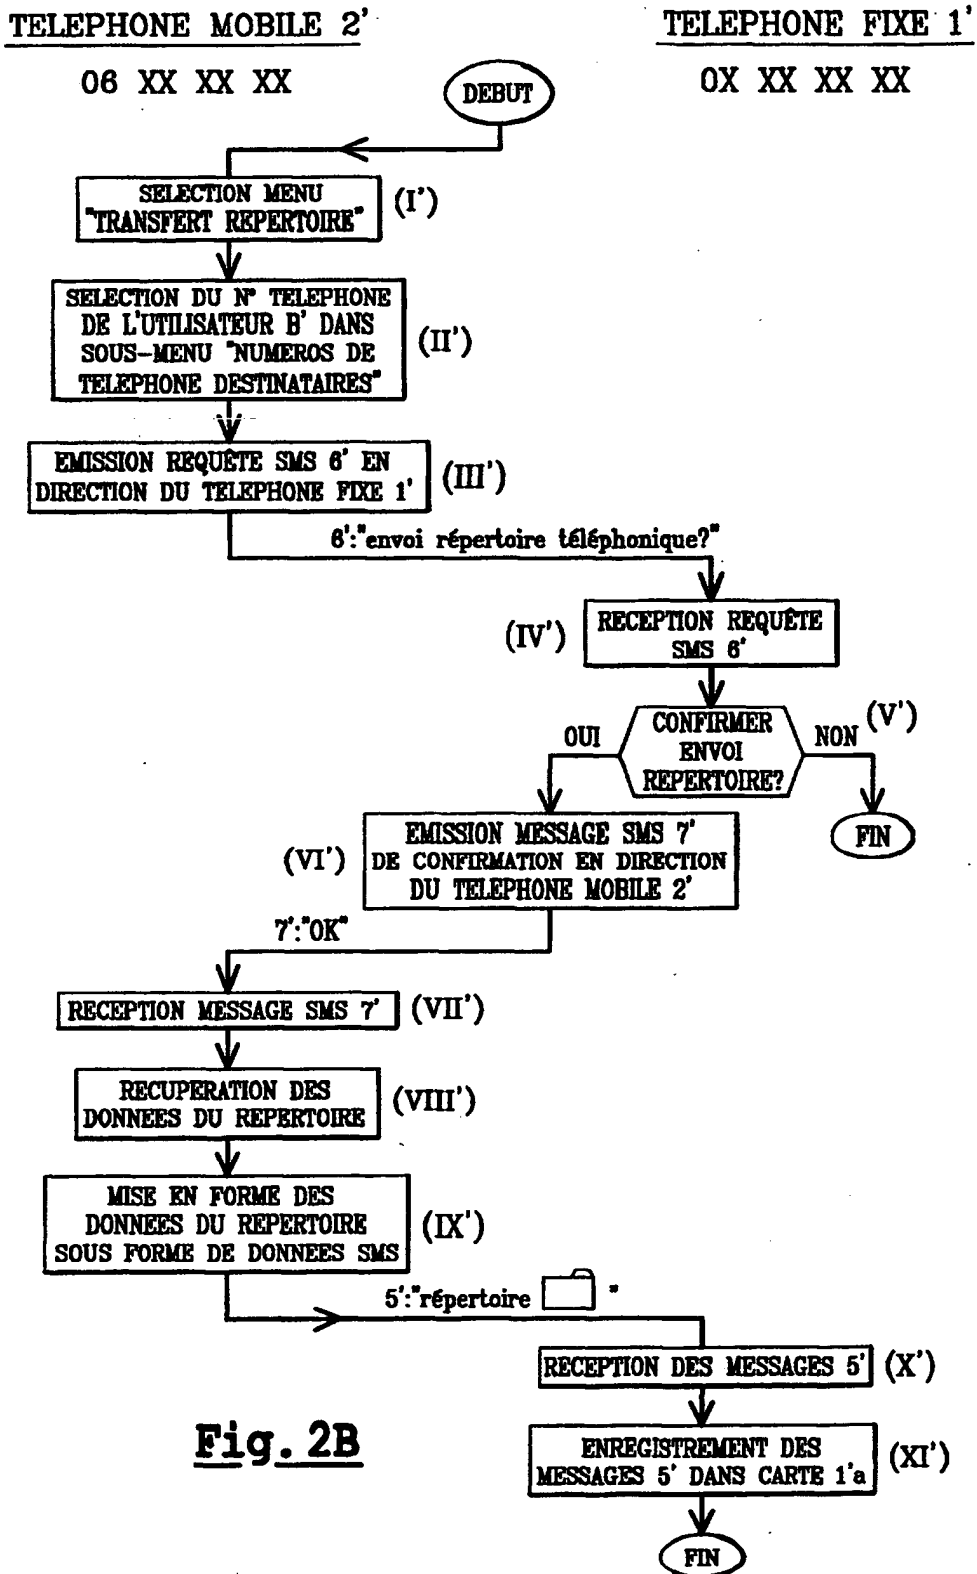 TELEPHONE MOBILE 2'
TELEPHONE FIXE 1'
06 XX XX XX
0X XX XX XX
DEBUT
SELECTION MENU
"TRANSFERT REPERTOIRE"
(I')
SELECTION DU N° TELEPHONE
DE L'UTILISATEUR B' DANS
SOUS-MENU "NUMEROS DE
TELEPHONE DESTINATAIRES"
(II')
EMISSION REQUÊTE SMS 6' EN
DIRECTION DU TELEPHONE FIXE 1'
(III')
6':"envoi répertoire téléphonique?"
(IV')
RECEPTION REQUÊTE
SMS 6'
(V')
CONFIRMER
ENVOI
REPERTOIRE?
OUI
NON
FIN
(VI')
EMISSION MESSAGE SMS 7'
DE CONFIRMATION EN DIRECTION
DU TELEPHONE MOBILE 2'
7':"OK"
RECEPTION MESSAGE SMS 7'
(VII')
RECUPERATION DES
DONNEES DU REPERTOIRE
(VIII')
MISE EN FORME DES
DONNEES DU REPERTOIRE
SOUS FORME DE DONNEES SMS
(IX')
5':"répertoire "
RECEPTION DES MESSAGES 5'
(X')
ENREGISTREMENT DES
MESSAGES 5' DANS CARTE 1'a
(XI')
FIN
Fig. 2B